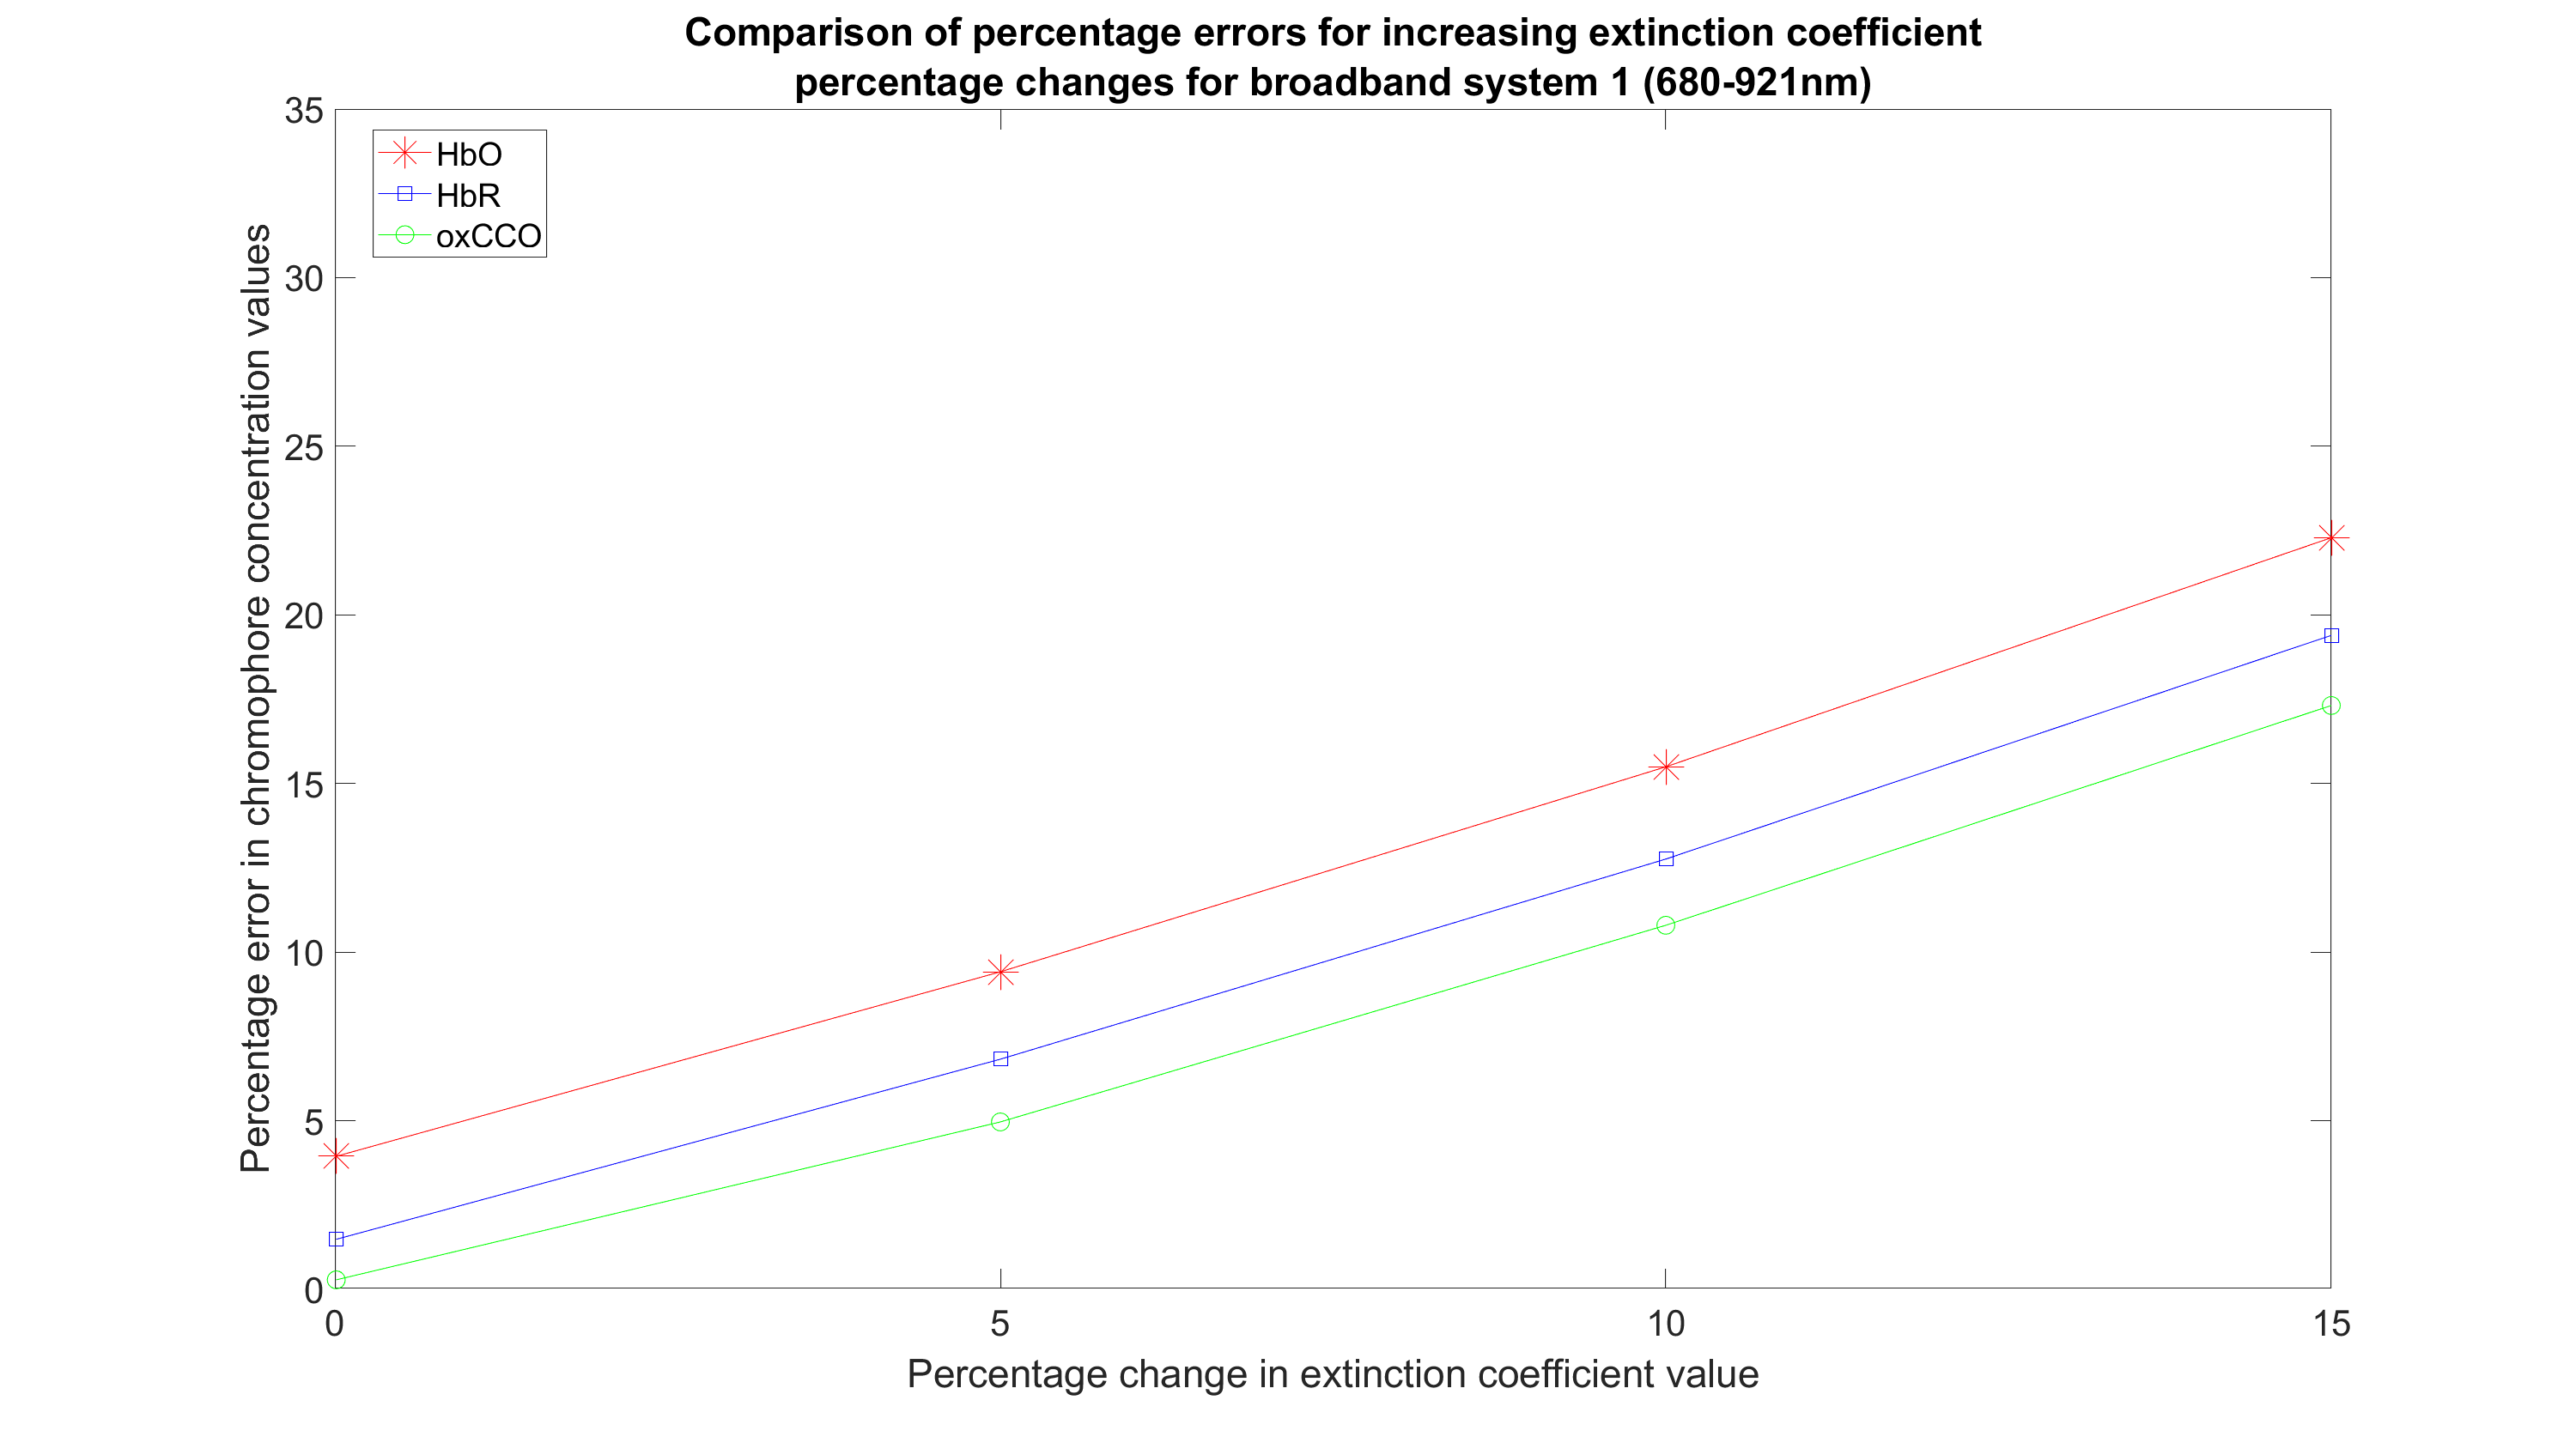 Comparison of percentage errors for increasing extinction coefficient
percentage changes for broadband system 1 (680-921nm)
HbO
HbR
oxCCO
Percentage error in chromophore concentration values
35
30
25
20
15
10
5
0
0 5 10 15
Percentage change in extinction coefficient value